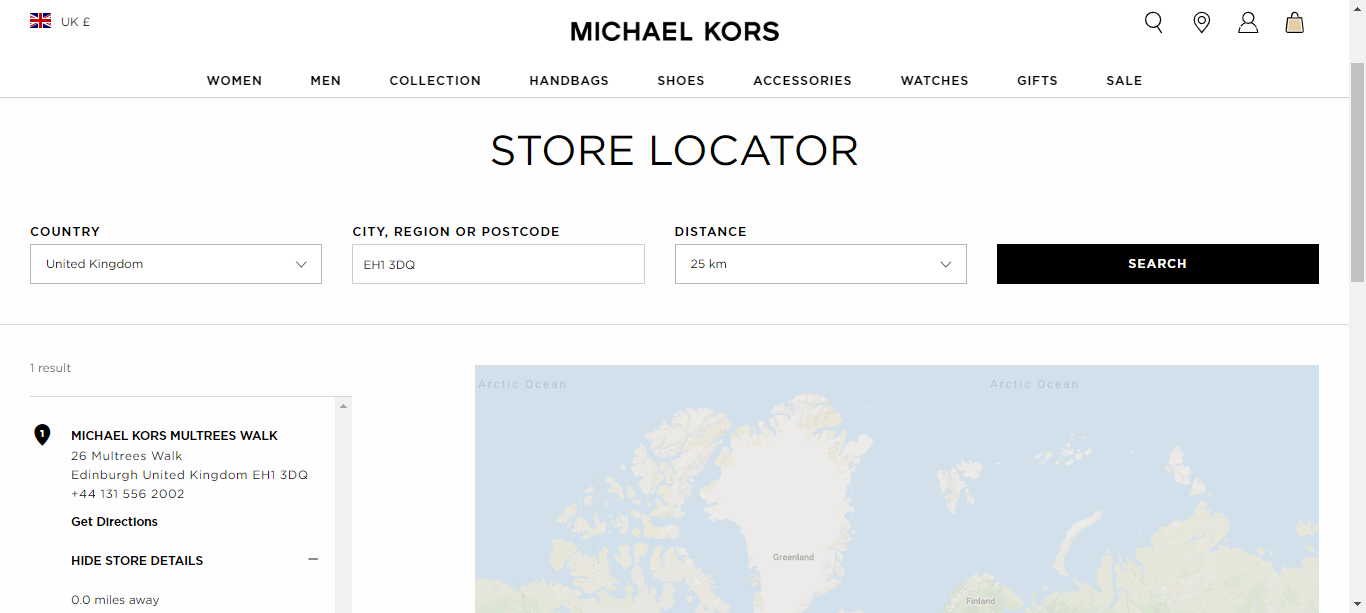 UK £
MICHAEL KORS
WOMEN MEN COLLECTION HANDBAGS SHOES ACCESSORIES WATCHES GIFTS SALE
STORE LOCATOR
COUNTRY
United Kingdom
CITY, REGION OR POSTCODE
EH1 3DQ
DISTANCE
25 km
SEARCH
1 result
1
MICHAEL KORS MULTREES WALK
26 Multrees Walk
Edinburgh United Kingdom EH1 3DQ
+44 131 556 2002
Get Directions
HIDE STORE DETAILS
0.0 miles away
Arctic Ocean
Arctic Ocean
Greenland
Finland